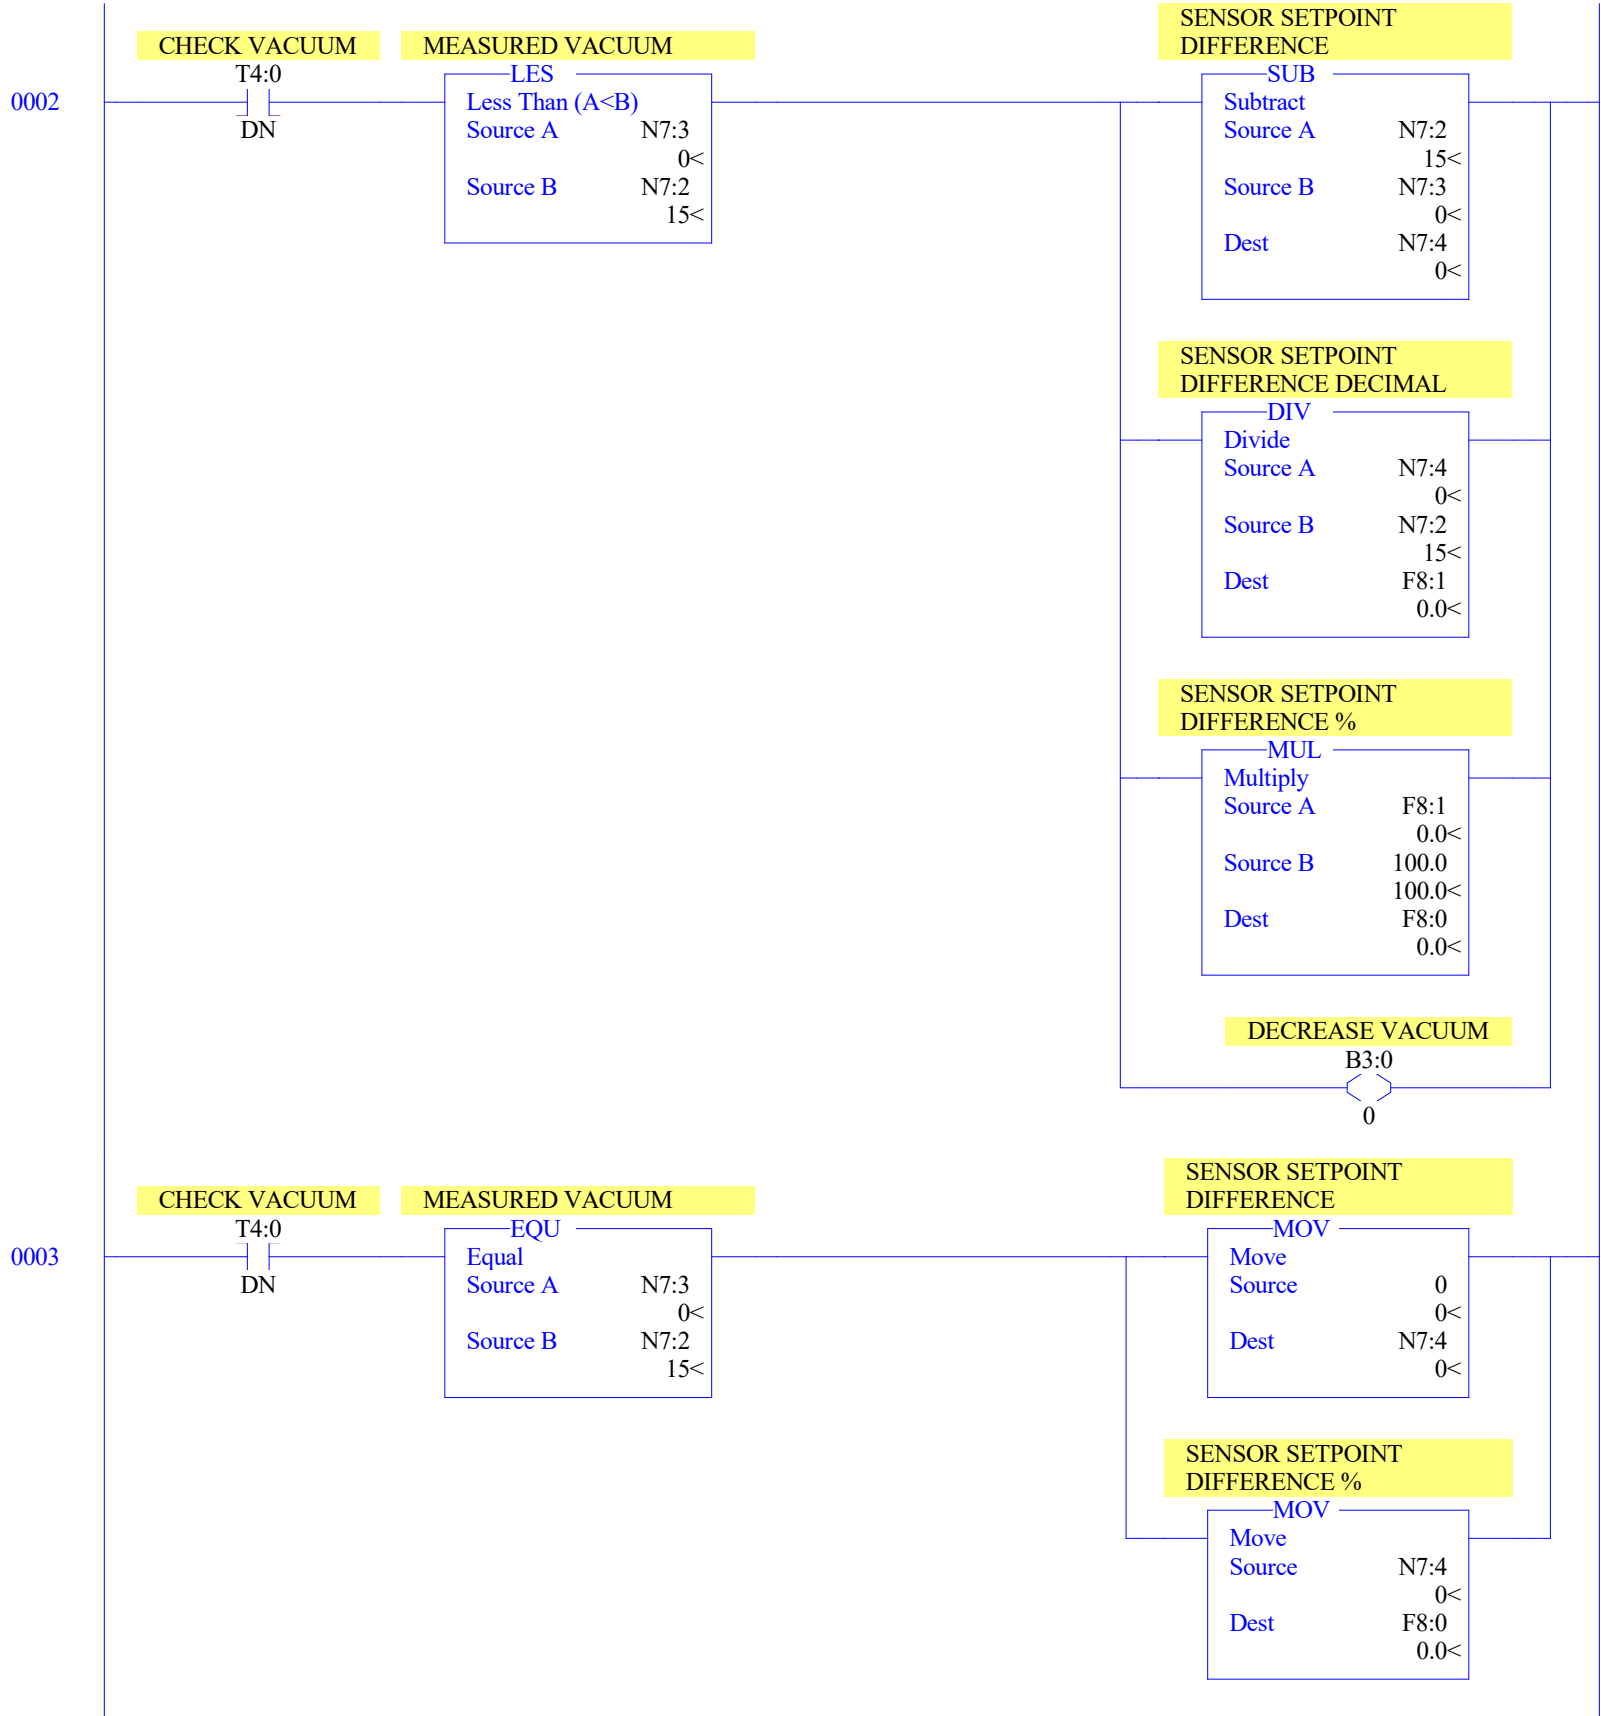 0002
CHECK VACUUM
T4:0
DN
MEASURED VACUUM
LES
Less Than (A<B)
Source A N7:3
0<
Source B N7:2
15<
SENSOR SETPOINT
DIFFERENCE
SUB
Subtract
Source A N7:2
15<
Source B N7:3
0<
Dest N7:4
0<
SENSOR SETPOINT
DIFFERENCE DECIMAL
DIV
Divide
Source A N7:4
0<
Source B N7:2
15<
Dest F8:1
0.0<
SENSOR SETPOINT
DIFFERENCE %
MUL
Multiply
Source A F8:1
0.0<
Source B 100.0
100.0<
Dest F8:0
0.0<
DECREASE VACUUM
B3:0
0
0003
CHECK VACUUM
T4:0
DN
MEASURED VACUUM
EQU
Equal
Source A N7:3
0<
Source B N7:2
15<
SENSOR SETPOINT
DIFFERENCE
MOV
Move
Source 0
0<
Dest N7:4
0<
SENSOR SETPOINT
DIFFERENCE %
MOV
Move
Source N7:4
0<
Dest F8:0
0.0<